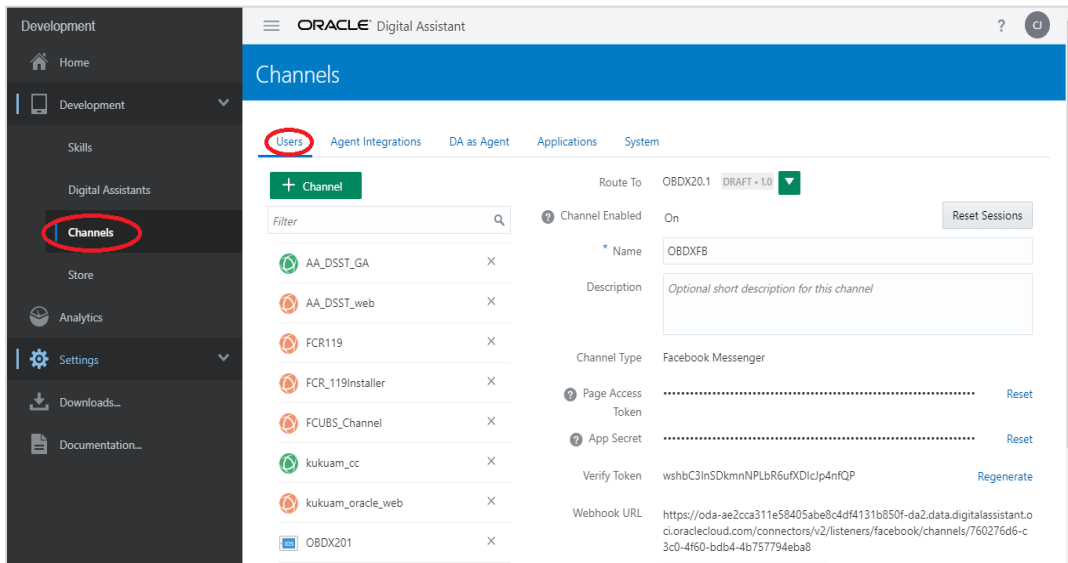 Development
Home
Development
Skills
Digital Assistants
Channels
Store
Analytics
Settings
Downloads...
Documentation...
ORACLE Digital Assistant
?
CJ
Channels
Users Agent Integrations DA as Agent Applications System
+ Channel
Filter
AA_DSST_GA
AA_DSST_web
FCR119
FCR_119Installer
FCUBS_Channel
kukuam_cc
kukuam_oracle_web
iOS OBDX201
Route To OBDX20.1 DRAFT • 1.0
? Channel Enabled On Reset Sessions
* Name OBDXFB
Description Optional short description for this channel
Channel Type Facebook Messenger
? Page Access
Token
Reset
? App Secret Reset
Verify Token wshbC3InSDkmnNPLbR6ufXDIcJp4nfQP Regenerate
Webhook URL https://oda-ae2cca311e58405abe8c4df4131b850f-da2.data.digitalassistant.o
ci.oraclecloud.com/connectors/v2/listeners/facebook/channels/760276d6-c
3c0-4f60-bdb4-4b757794eba8